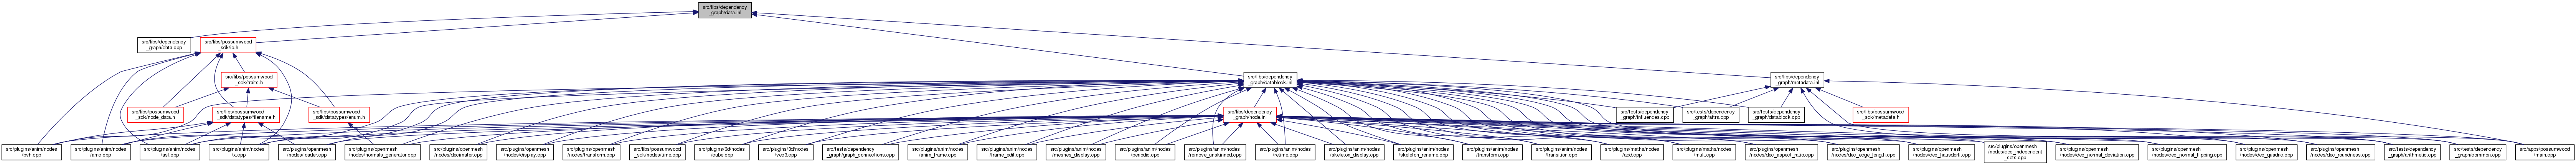 src/libs/dependency
_graph/data.inl
src/libs/dependency
_graph/data.cpp
src/libs/possumwood
_sdk/io.h
src/libs/possumwood
_sdk/traits.h
src/libs/dependency
_graph/datablock.inl
src/libs/dependency
_graph/metadata.inl
src/libs/possumwood
_sdk/node_data.h
src/libs/possumwood
_sdk/datatypes/filename.h
src/libs/possumwood
_sdk/datatypes/enum.h
src/libs/dependency
_graph/node.inl
src/tests/dependency
_graph/influences.cpp
src/tests/dependency
_graph/attrs.cpp
src/tests/dependency
_graph/datablock.cpp
src/libs/possumwood
_sdk/metadata.h
src/plugins/anim/nodes
/bvh.cpp
src/plugins/anim/nodes
/amc.cpp
src/plugins/anim/nodes
/asf.cpp
src/plugins/anim/nodes
/x.cpp
src/plugins/openmesh
/nodes/loader.cpp
src/plugins/openmesh
/nodes/normals_generator.cpp
src/plugins/openmesh
/nodes/decimater.cpp
src/plugins/openmesh
/nodes/display.cpp
src/plugins/openmesh
/nodes/transform.cpp
src/libs/possumwood
_sdk/nodes/time.cpp
src/plugins/3d/nodes
/cube.cpp
src/plugins/3d/nodes
/vec3.cpp
src/tests/dependency
_graph/graph_connections.cpp
src/plugins/anim/nodes
/anim_frame.cpp
src/plugins/anim/nodes
/frame_edit.cpp
src/plugins/anim/nodes
/meshes_display.cpp
src/plugins/anim/nodes
/periodic.cpp
src/plugins/anim/nodes
/remove_unskinned.cpp
src/plugins/anim/nodes
/retime.cpp
src/plugins/anim/nodes
/skeleton_display.cpp
src/plugins/anim/nodes
/skeleton_rename.cpp
src/plugins/anim/nodes
/transform.cpp
src/plugins/anim/nodes
/transition.cpp
src/plugins/maths/nodes
/add.cpp
src/plugins/maths/nodes
/mult.cpp
src/plugins/openmesh
/nodes/dec_aspect_ratio.cpp
src/plugins/openmesh
/nodes/dec_edge_length.cpp
src/plugins/openmesh
/nodes/dec_hausdorff.cpp
src/plugins/openmesh
/nodes/dec_independent
_sets.cpp
src/plugins/openmesh
/nodes/dec_normal_deviation.cpp
src/plugins/openmesh
/nodes/dec_normal_flipping.cpp
src/plugins/openmesh
/nodes/dec_quadric.cpp
src/plugins/openmesh
/nodes/dec_roundness.cpp
src/tests/dependency
_graph/arithmetic.cpp
src/tests/dependency
_graph/common.cpp
src/apps/possumwood
/main.cpp